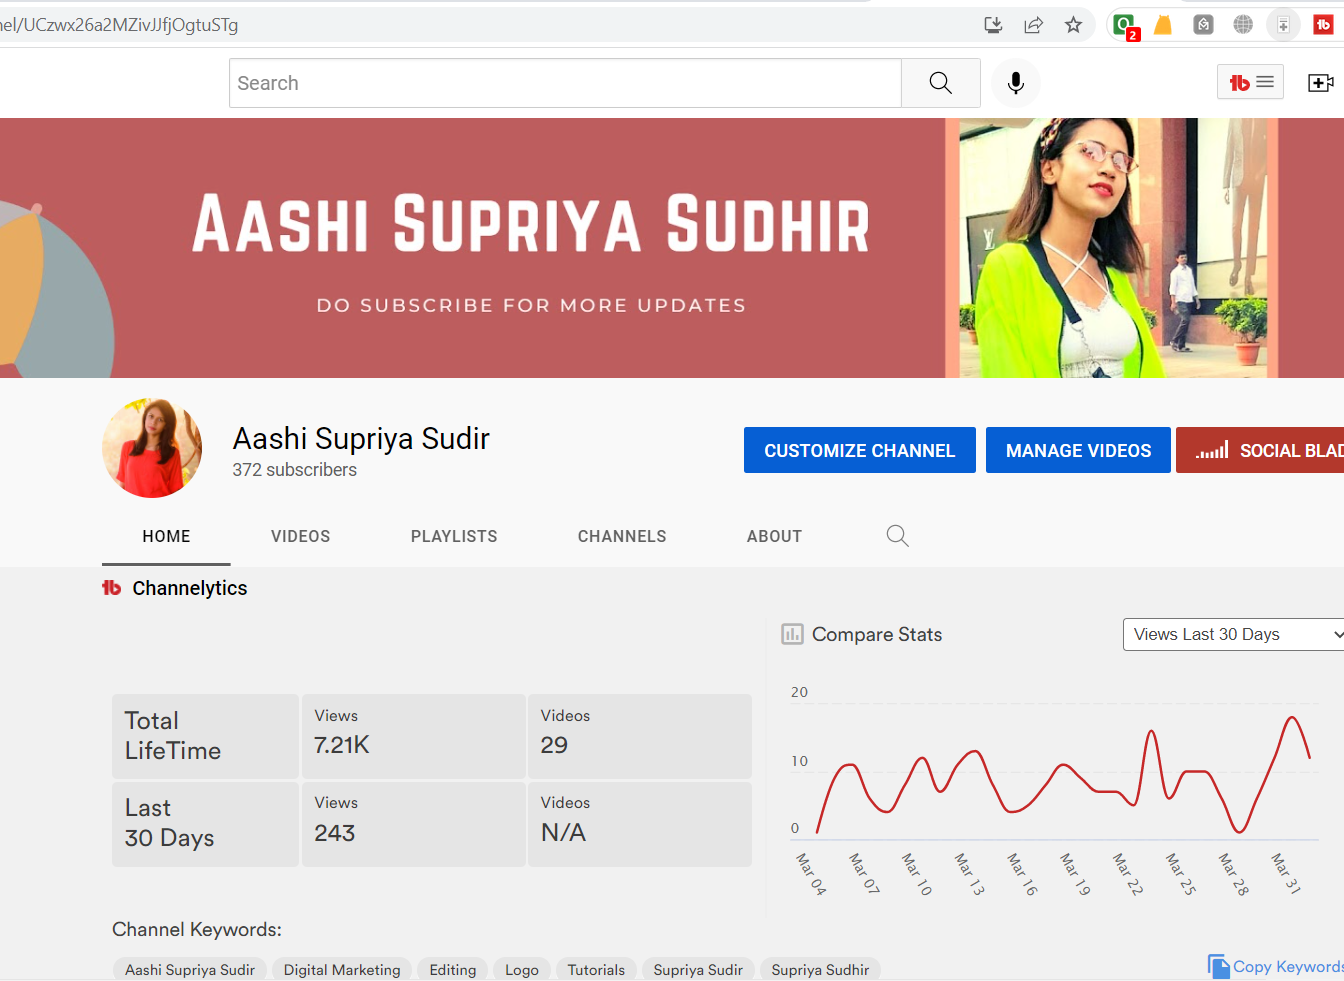 nel/UCzwx26a2MZivJJfjOgtuSTg
2
Search
AASHI SUPRIYA SUDHIR
DO SUBSCRIBE FOR MORE UPDATES
Aashi Supriya Sudir
372 subscribers
CUSTOMIZE CHANNEL
MANAGE VIDEOS
SOCIAL BLAD
HOME
VIDEOS
PLAYLISTS
CHANNELS
ABOUT
Channelytics
Compare Stats
Views Last 30 Days
Total
LifeTime
Views
7.21K
Videos
29
Last
30 Days
Views
243
Videos
N/A
20
10
0
Mar 04
Mar 07
Mar 10
Mar 13
Mar 16
Mar 19
Mar 22
Mar 25
Mar 28
Mar 31
Channel Keywords:
Aashi Supriya Sudir
Digital Marketing
Editing
Logo
Tutorials
Supriya Sudir
Supriya Sudhir
Copy Keywords